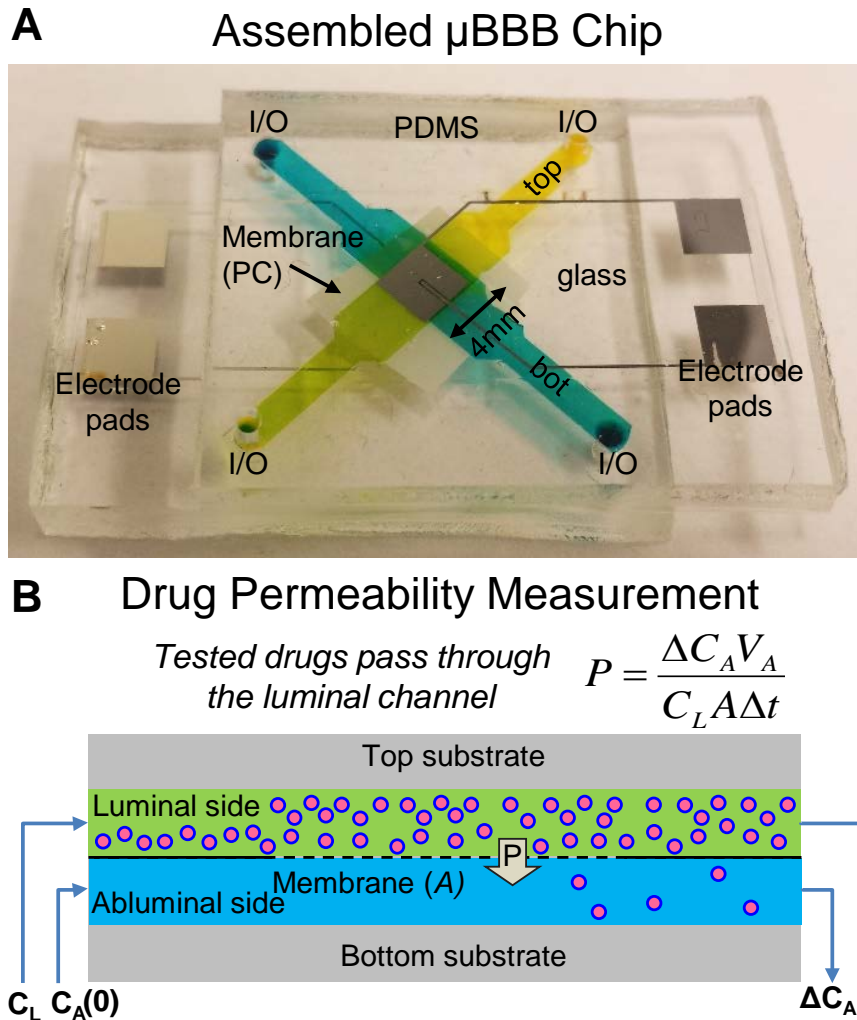 A
Assembled µBBB Chip
I/O
PDMS
I/O
top
Membrane
(PC)
glass
4mm
bot
Electrode
pads
Electrode
pads
I/O
I/O
B
Drug Permeability Measurement
Tested drugs pass through
the luminal channel
P = ΔC_A V_A / C_L A Δt
Top substrate
Luminal side
P
Membrane (A)
Abluminal side
Bottom substrate
C_L
C_A(0)
ΔC_A